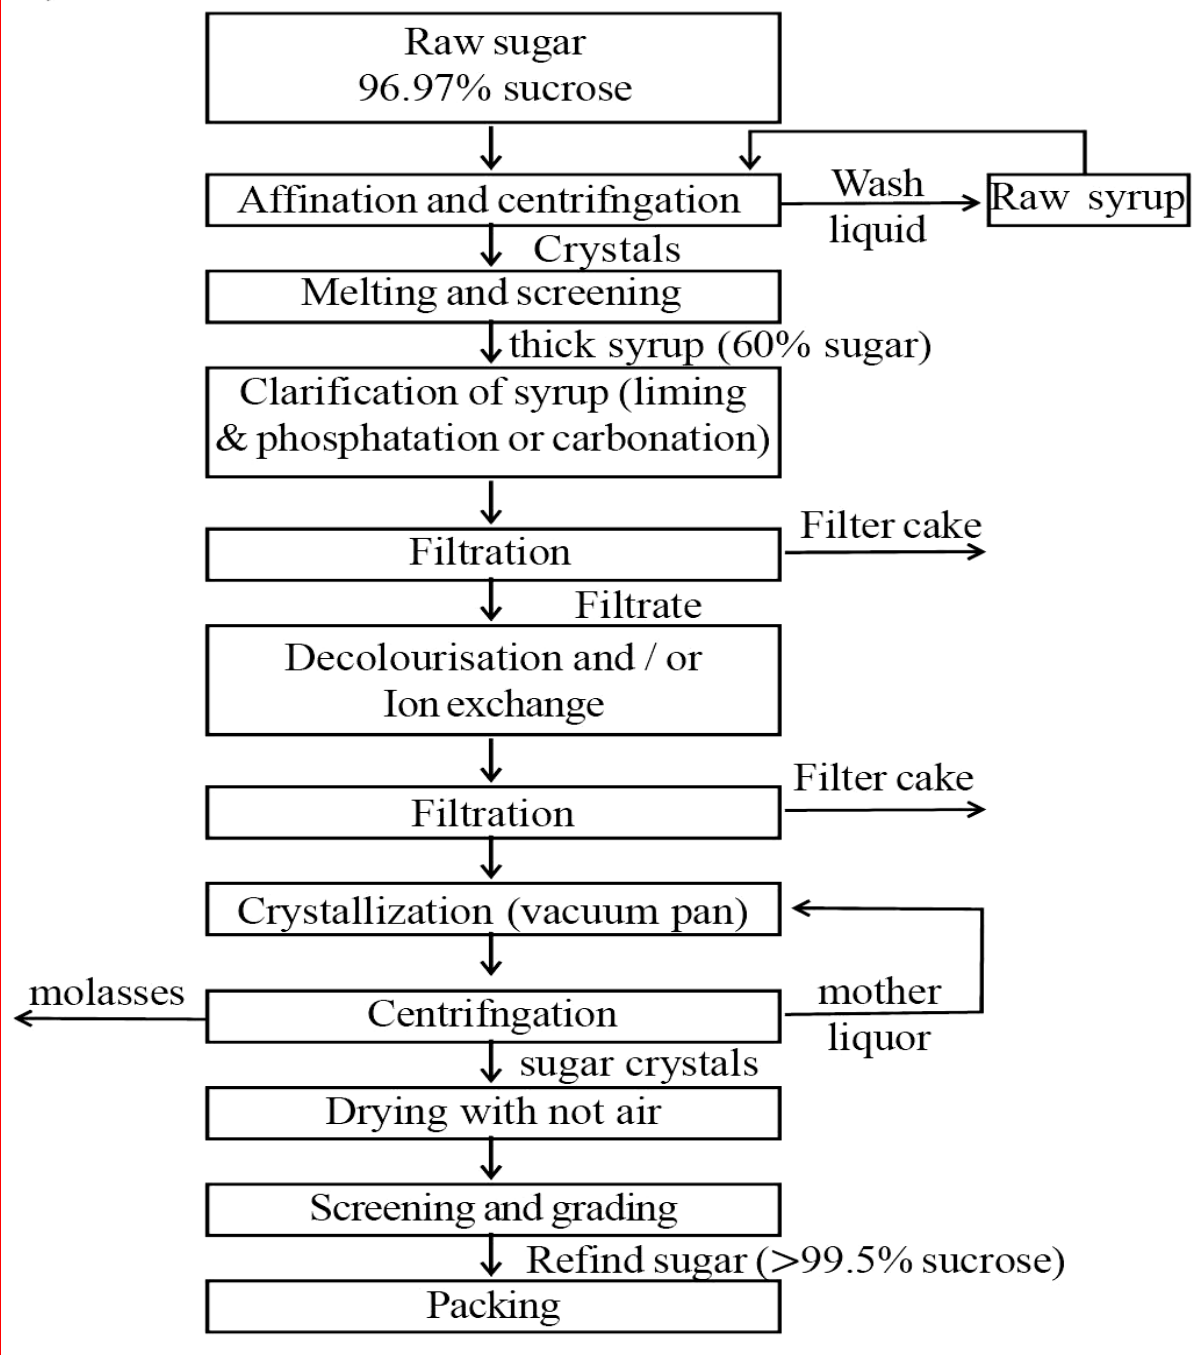 Raw sugar
96.97% sucrose
Affination and centrifngation
Wash
liquid
Raw syrup
Crystals
Melting and screening
thick syrup (60% sugar)
Clarification of syrup (liming
& phosphatation or carbonation)
Filtration
Filter cake
Filtrate
Decolourisation and / or
Ion exchange
Filtration
Filter cake
Crystallization (vacuum pan)
molasses
Centrifngation
mother
liquor
sugar crystals
Drying with not air
Screening and grading
Refind sugar (>99.5% sucrose)
Packing